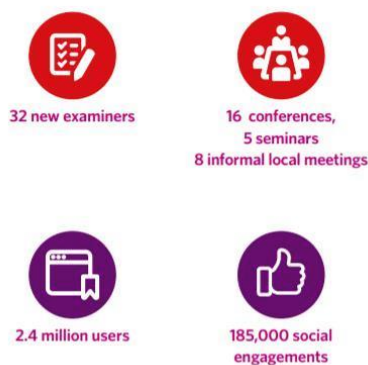 32 new examiners
16 conferences,
5 seminars
8 informal local meetings
2.4 million users
185,000 social
engagements